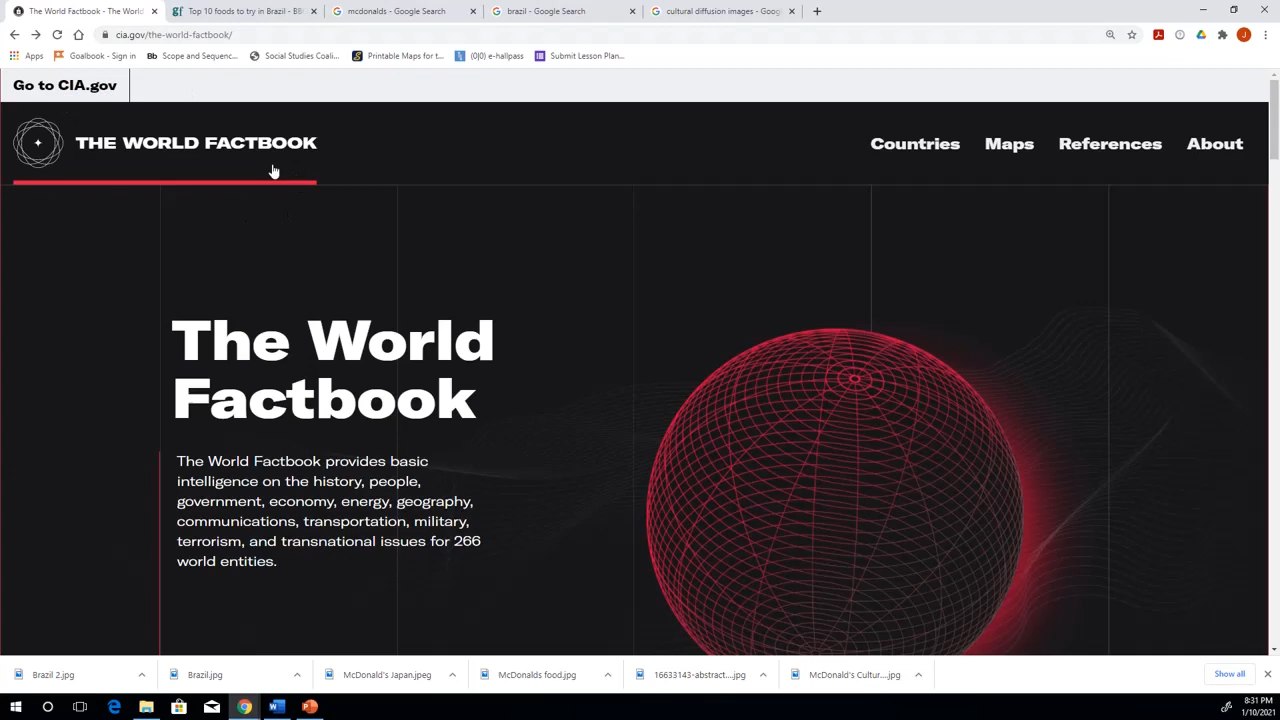 The World Factbook - The World
Top 10 foods to try in Brazil - BBC
mcdonalds - Google Search
brazil - Google Search
cultural diffusion images - Goog
cia.gov/the-world-factbook/
J
Apps
Goalbook - Sign in
Bb Scope and Sequenc...
Social Studies Coali...
Printable Maps for t...
(0|0) e-hallpass
Submit Lesson Plan...
Go to CIA.gov
THE WORLD FACTBOOK
Countries
Maps
References
About
The World
Factbook
The World Factbook provides basic
intelligence on the history, people,
government, economy, energy, geography,
communications, transportation, military,
terrorism, and transnational issues for 266
world entities.
Brazil 2.jpg
Brazil.jpg
McDonald's Japan.jpeg
McDonalds food.jpg
16633143-abstract....jpg
McDonald's Cultur....jpg
Show all
8:31 PM
1/10/2021